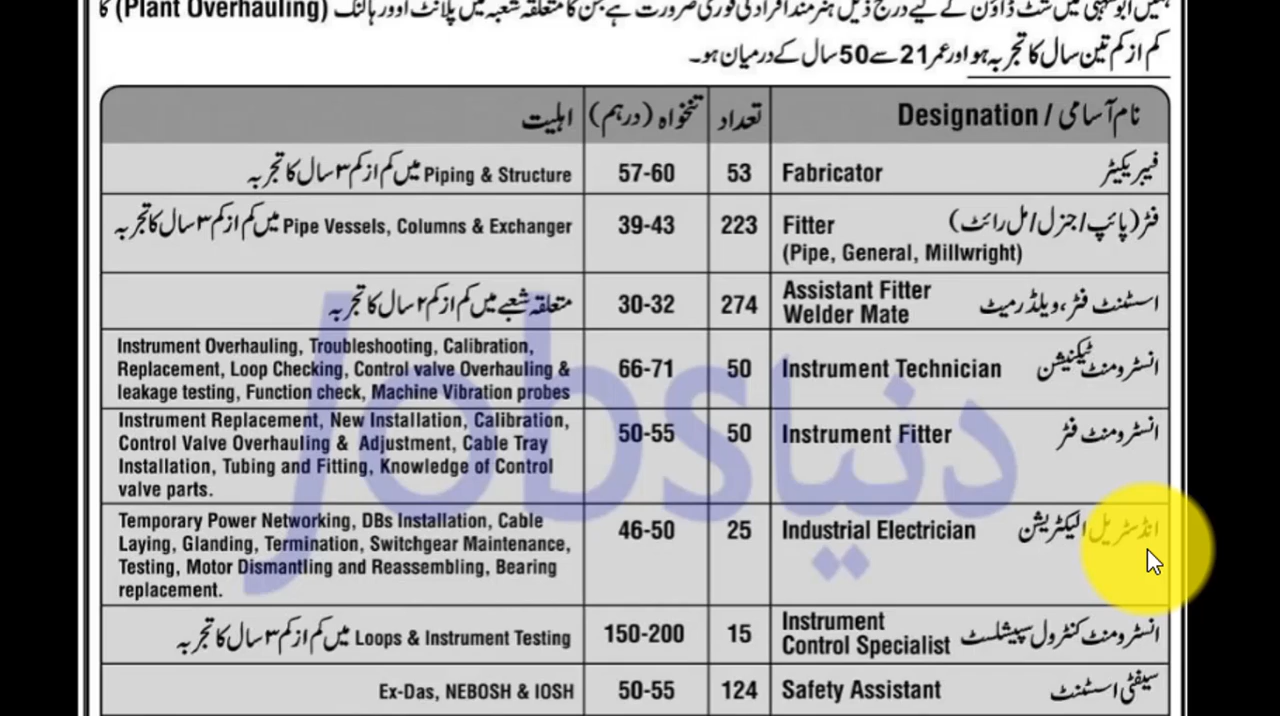 ہمیں ابوظہبی میں شٹ ڈاؤن کے لیے درج ذیل ہنرمند افراد کی فوری ضرورت ہے جن کا متعلقہ شعبہ میں پلانٹ اوورہالنگ (Plant Overhauling) کا
کم از کم تین سال کا تجربہ ہو اور عمر 21 سے 50 سال کے درمیان ہو۔
نام آسامی / Designation تعداد تنخواہ (درہم) اہلیت
فیبریکیٹر Fabricator 53 57-60 Piping & Structure میں کم از کم ۳ سال کا تجربہ
فٹر (پائپ / جنرل / مل رائٹ) Fitter 223 39-43 Pipe Vessels, Columns & Exchanger میں کم از کم ۳ سال کا تجربہ
(Pipe, General, Millwright)
اسسٹنٹ فٹر، ویلڈر میٹ Assistant Fitter 274 30-32 متعلقہ شعبے میں کم از کم ۲ سال کا تجربہ
Welder Mate
انسٹرومنٹ ٹیکنیشن Instrument Technician 50 66-71
Instrument Overhauling, Troubleshooting, Calibration,
Replacement, Loop Checking, Control valve Overhauling &
leakage testing, Function check, Machine Vibration probes
انسٹرومنٹ فٹر Instrument Fitter 50 50-55
Instrument Replacement, New Installation, Calibration,
Control Valve Overhauling & Adjustment, Cable Tray
Installation, Tubing and Fitting, Knowledge of Control
valve parts.
انڈسٹریل الیکٹریشن Industrial Electrician 25 46-50
Temporary Power Networking, DBs Installation, Cable
Laying, Glanding, Termination, Switchgear Maintenance,
Testing, Motor Dismantling and Reassembling, Bearing
replacement.
انسٹرومنٹ کنٹرول سپیشلسٹ Instrument 15 150-200 Loops & Instrument Testing میں کم از کم ۳ سال کا تجربہ
Control Specialist
سیفٹی اسسٹنٹ Safety Assistant 124 50-55 Ex-Das, NEBOSH & IOSH
Jobs دنیا